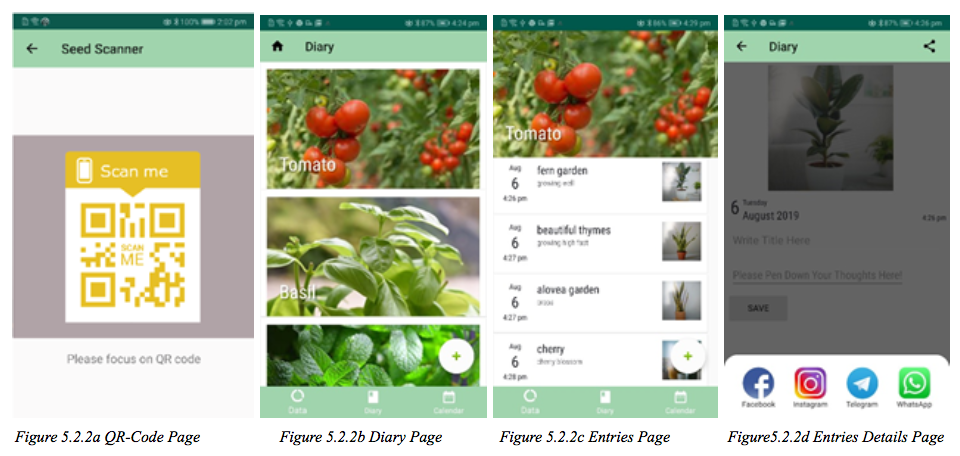 100% 2:02 pm
Seed Scanner
Scan me
SCAN
ME
Please focus on QR code
Figure 5.2.2a QR-Code Page
87% 4:24 pm
Diary
Tomato
Basil
+
Data Diary Calendar
Figure 5.2.2b Diary Page
86% 4:29 pm
Tomato
Aug
6
4:26 pm
fern garden
growing well
Aug
6
4:27 pm
beautiful thymes
growing high fast
Aug
6
4:27 pm
alovea garden
Aug
6
4:28 pm
cherry
cherry blossom
+
Data Diary Calendar
Figure 5.2.2c Entries Page
87% 4:26 pm
Diary
6 Tuesday
August 2019
4:26 pm
Write Title Here
Please Pen Down Your Thoughts Here!
SAVE
Facebook Instagram Telegram WhatsApp
Figure5.2.2d Entries Details Page